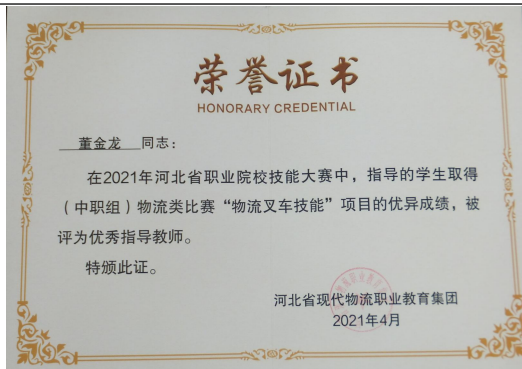 荣誉证书
HONORARY CREDENTIAL
董金龙 同志:
在2021年河北省职业院校技能大赛中，指导的学生取得
（中职组）物流类比赛“物流叉车技能”项目的优异成绩，被
评为优秀指导教师。
特颁此证。
河北省现代物流职业教育集团
2021年4月